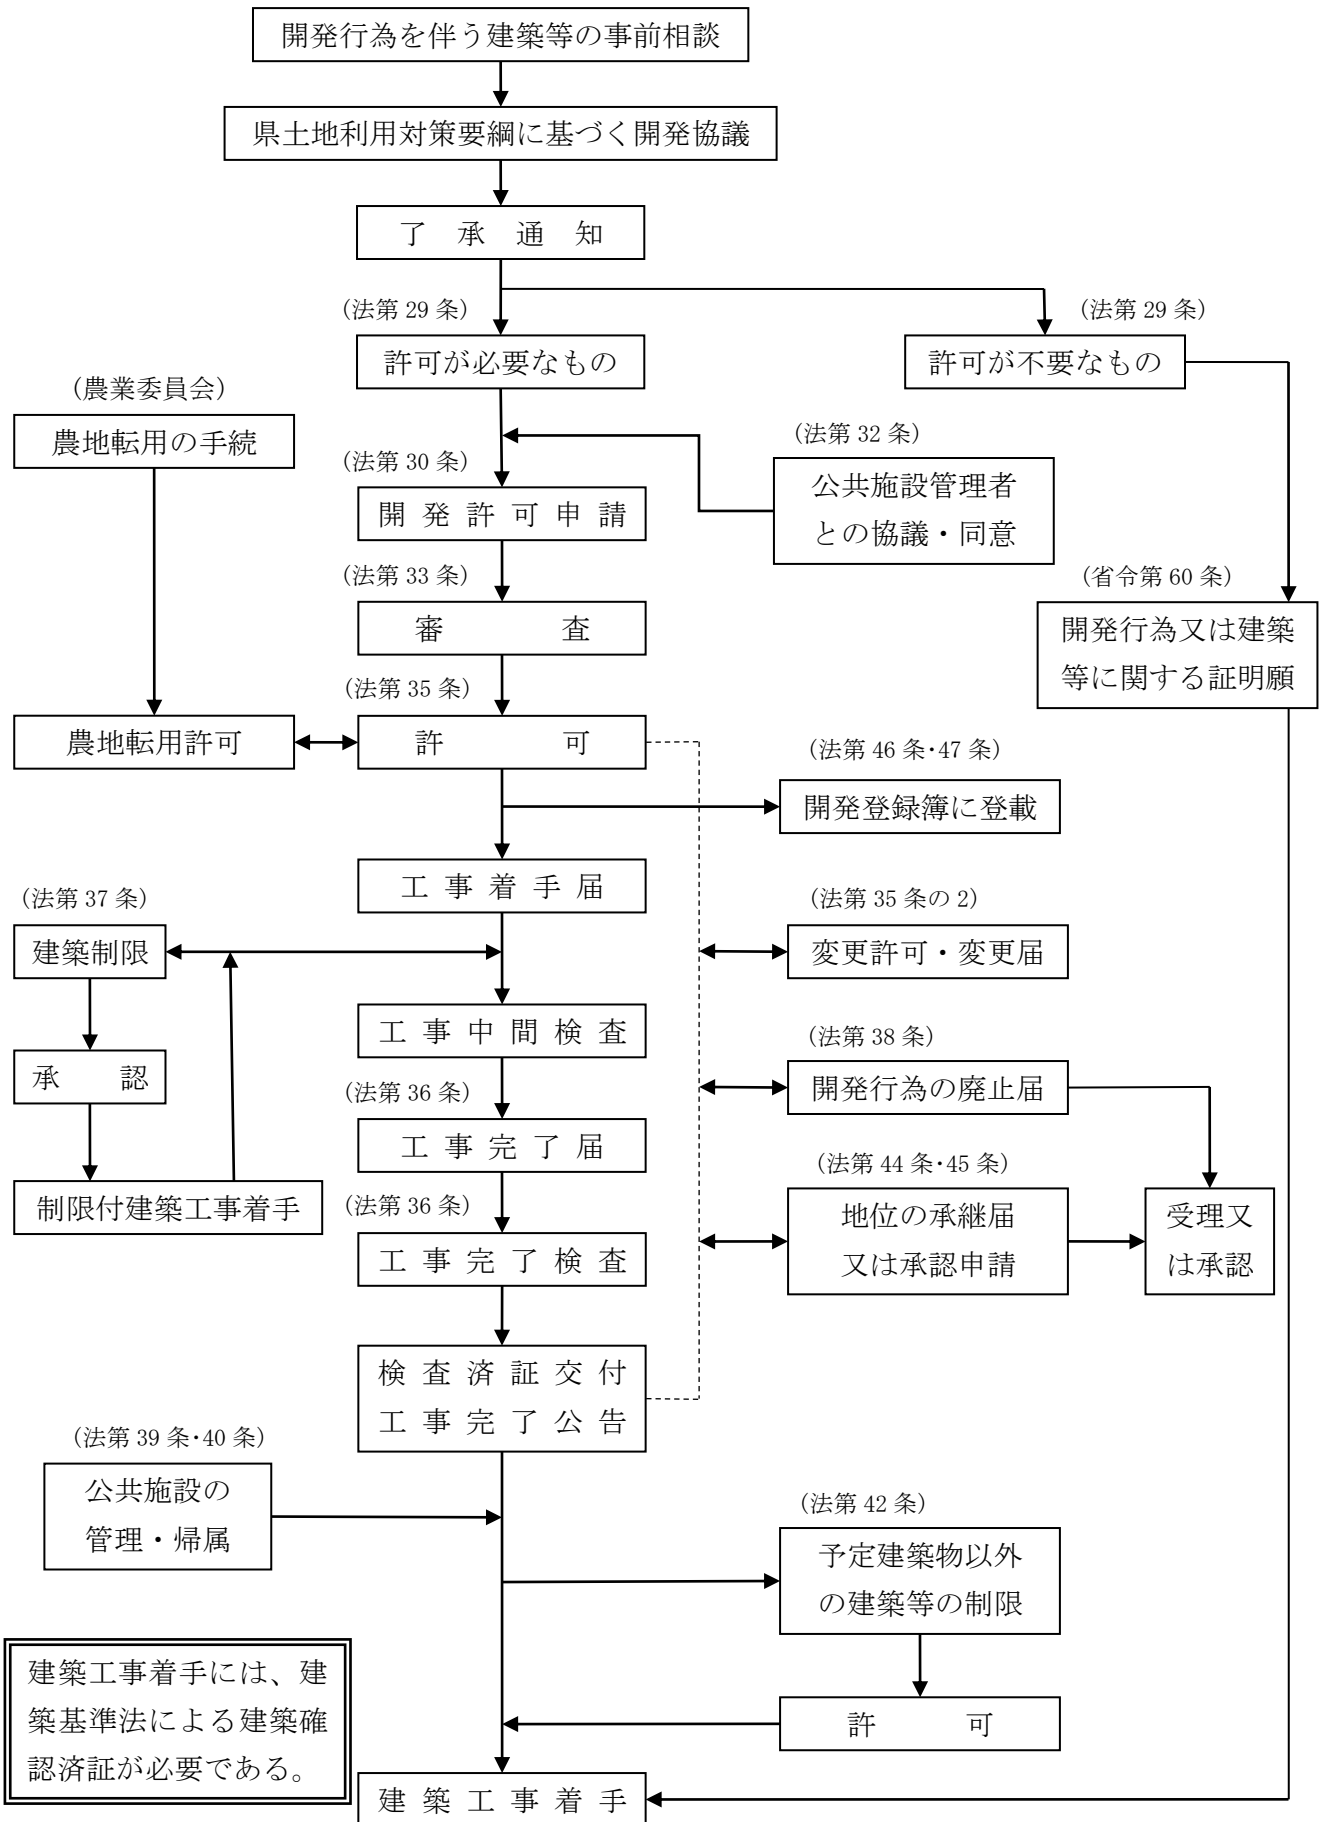 開発行為を伴う建築等の事前相談
県土地利用対策要綱に基づく開発協議
了承通知
(法第 29 条)
(法第 29 条)
許可が必要なもの
許可が不要なもの
(農業委員会)
農地転用の手続
(法第 32 条)
公共施設管理者
との協議・同意
(法第 30 条)
開発許可申請
(法第 33 条)
審査
(省令第 60 条)
開発行為又は建築
等に関する証明願
(法第 35 条)
農地転用許可
許可
(法第 46 条・47 条)
開発登録簿に登載
工事着手届
(法第 37 条)
建築制限
(法第 35 条の 2)
変更許可・変更届
工事中間検査
承認
(法第 38 条)
開発行為の廃止届
(法第 36 条)
工事完了届
(法第 44 条・45 条)
地位の承継届
又は承認申請
受理又
は承認
制限付建築工事着手
(法第 36 条)
工事完了検査
検査済証交付
工事完了公告
(法第 39 条・40 条)
公共施設の
管理・帰属
(法第 42 条)
予定建築物以外
の建築等の制限
許可
建築工事着手には、建
築基準法による建築確
認済証が必要である。
建築工事着手